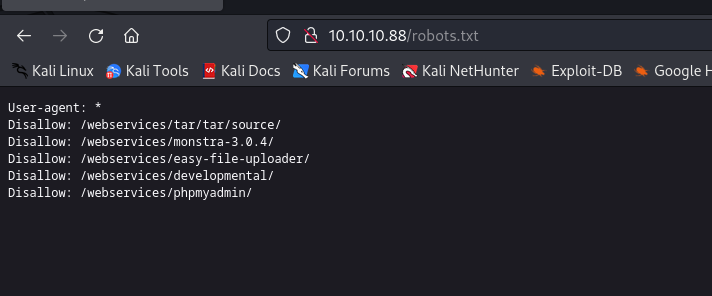 10.10.10.88/robots.txt
Kali Linux Kali Tools Kali Docs Kali Forums Kali NetHunter Exploit-DB Google H
User-agent: *
Disallow: /webservices/tar/tar/source/
Disallow: /webservices/monstra-3.0.4/
Disallow: /webservices/easy-file-uploader/
Disallow: /webservices/developmental/
Disallow: /webservices/phpmyadmin/